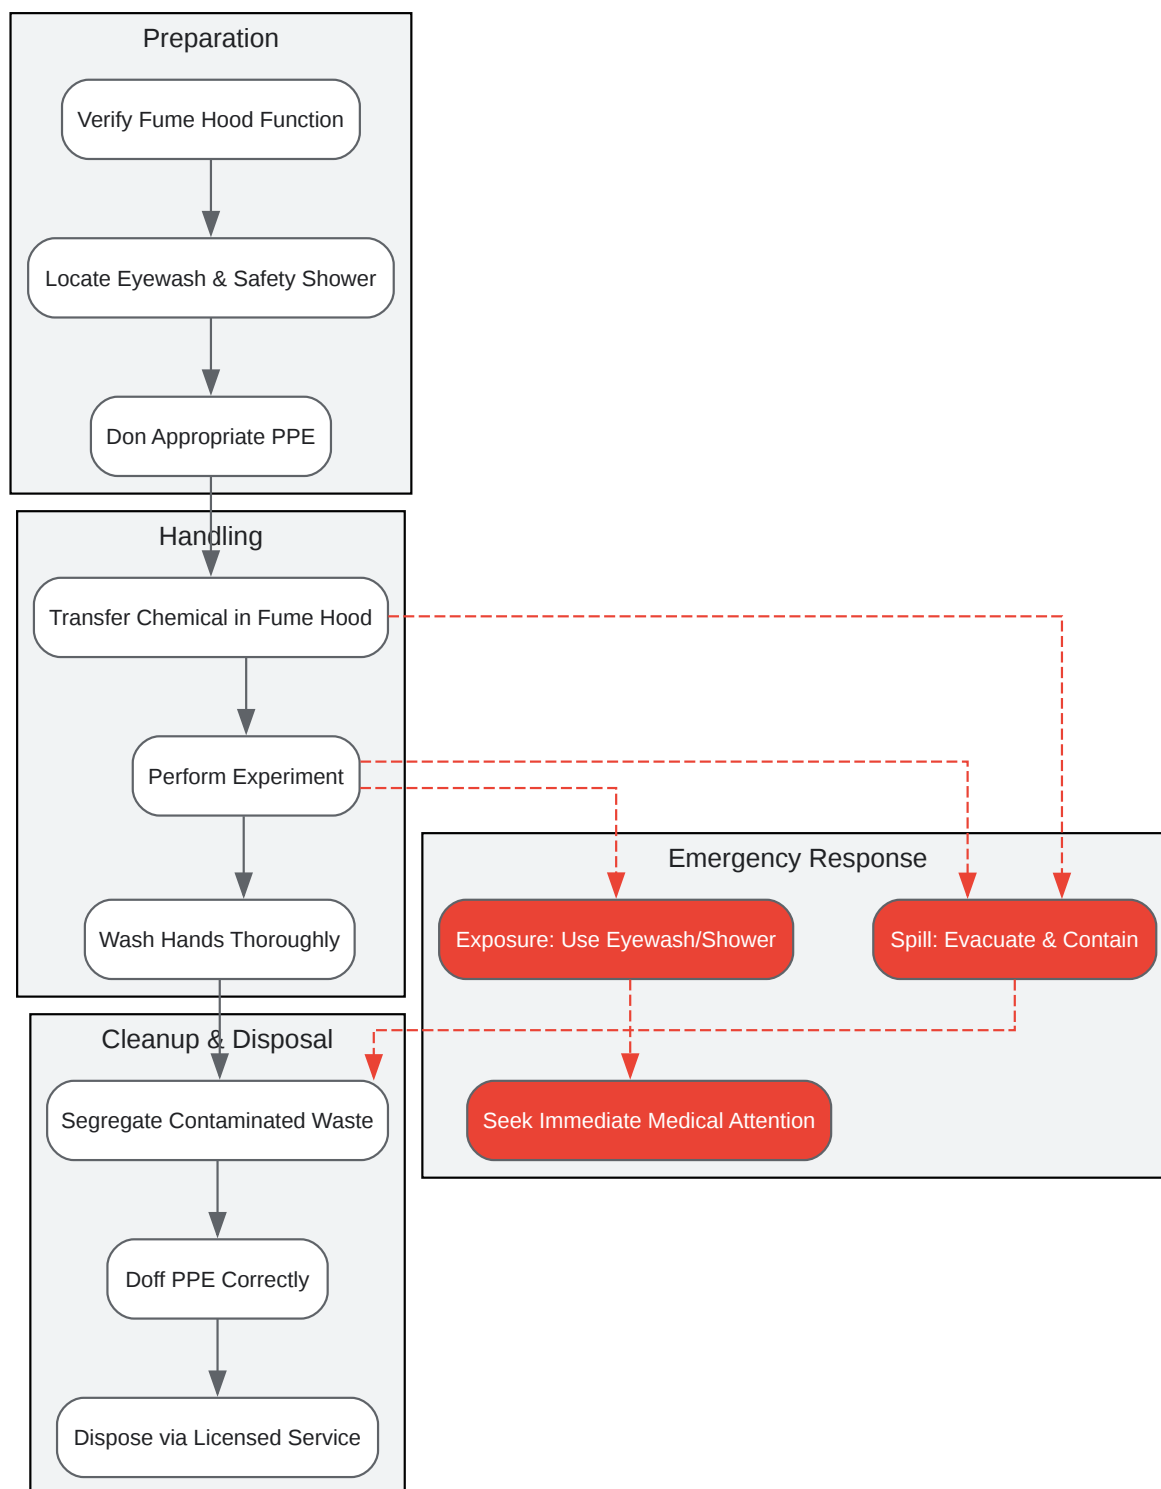 Preparation
Verify Fume Hood Function
Locate Eyewash & Safety Shower
Don Appropriate PPE
Handling
Transfer Chemical in Fume Hood
Perform Experiment
Wash Hands Thoroughly
Emergency Response
Exposure: Use Eyewash/Shower
Spill: Evacuate & Contain
Seek Immediate Medical Attention
Cleanup & Disposal
Segregate Contaminated Waste
Doff PPE Correctly
Dispose via Licensed Service